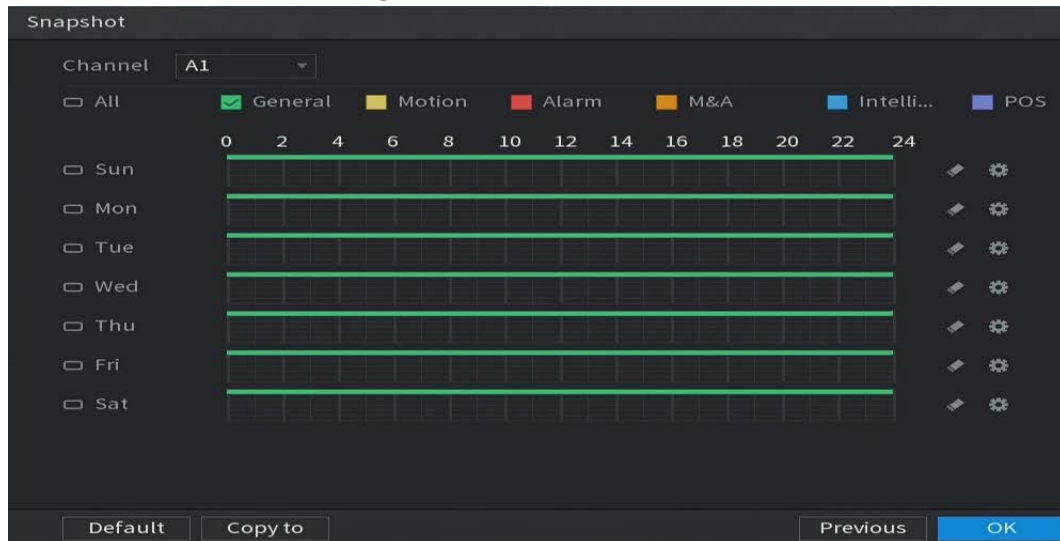 Snapshot
Channel A1
All General Motion Alarm M&A Intelli... POS
0 2 4 6 8 10 12 14 16 18 20 22 24
Sun
Mon
Tue
Wed
Thu
Fri
Sat
Default Copy to Previous OK